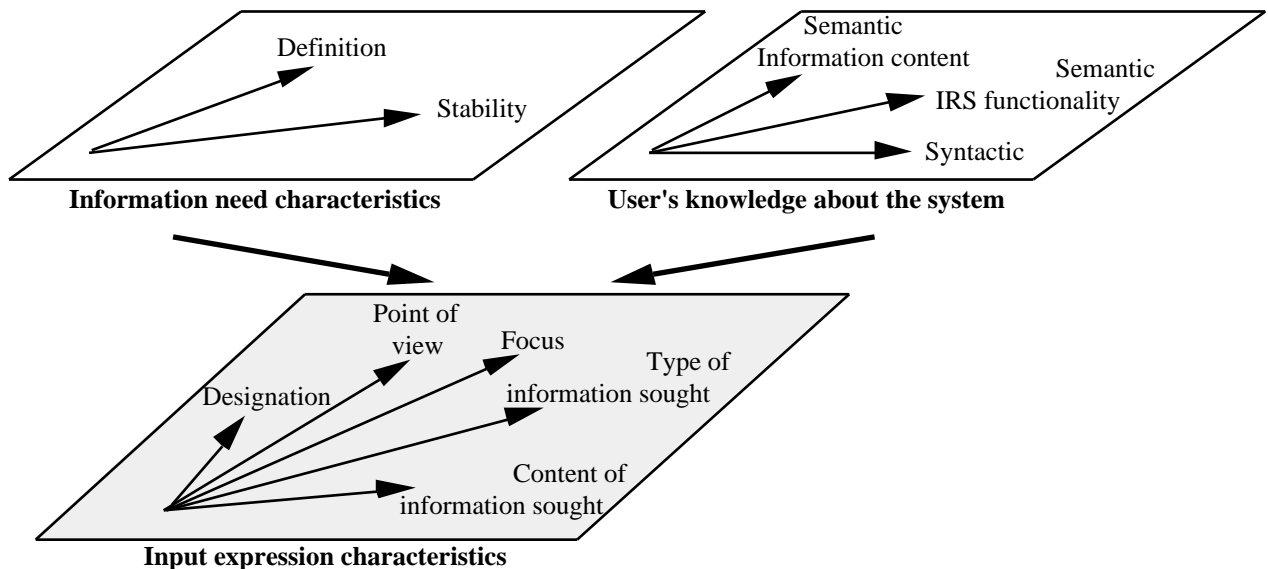 Definition
Stability
Information need characteristics
Semantic
Information content
Semantic
IRS functionality
Syntactic
User's knowledge about the system
Point of
view
Focus
Type of
information sought
Designation
Content of
information sought
Input expression characteristics